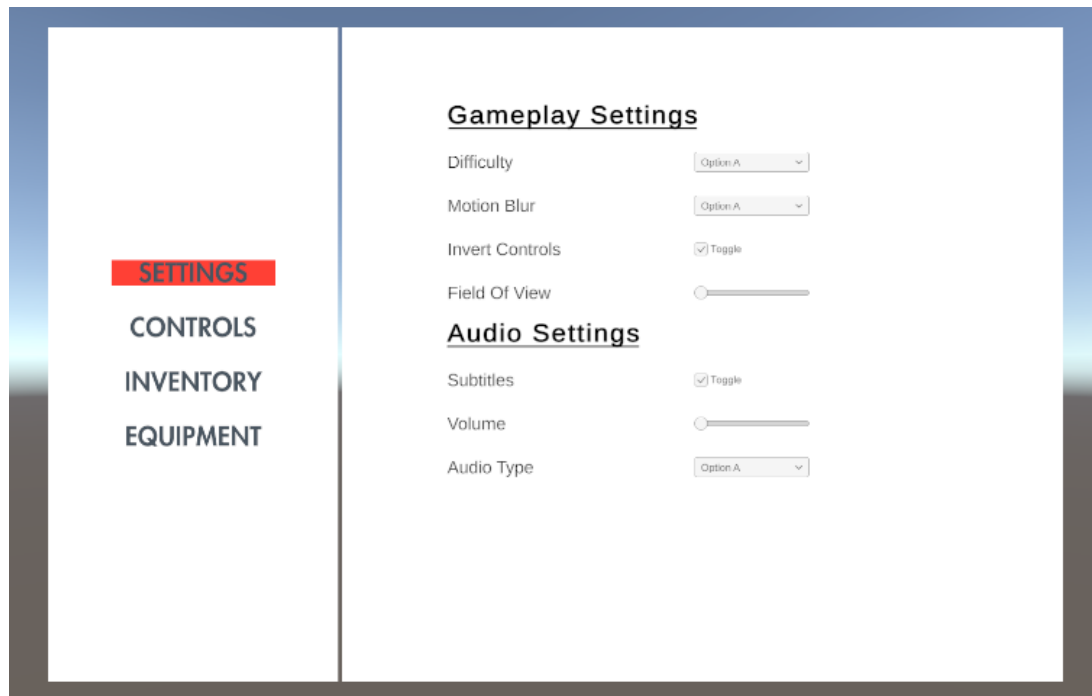 SETTINGS
CONTROLS
INVENTORY
EQUIPMENT
Gameplay Settings
Difficulty Option A
Motion Blur Option A
Invert Controls Toggle
Field Of View
Audio Settings
Subtitles Toggle
Volume
Audio Type Option A